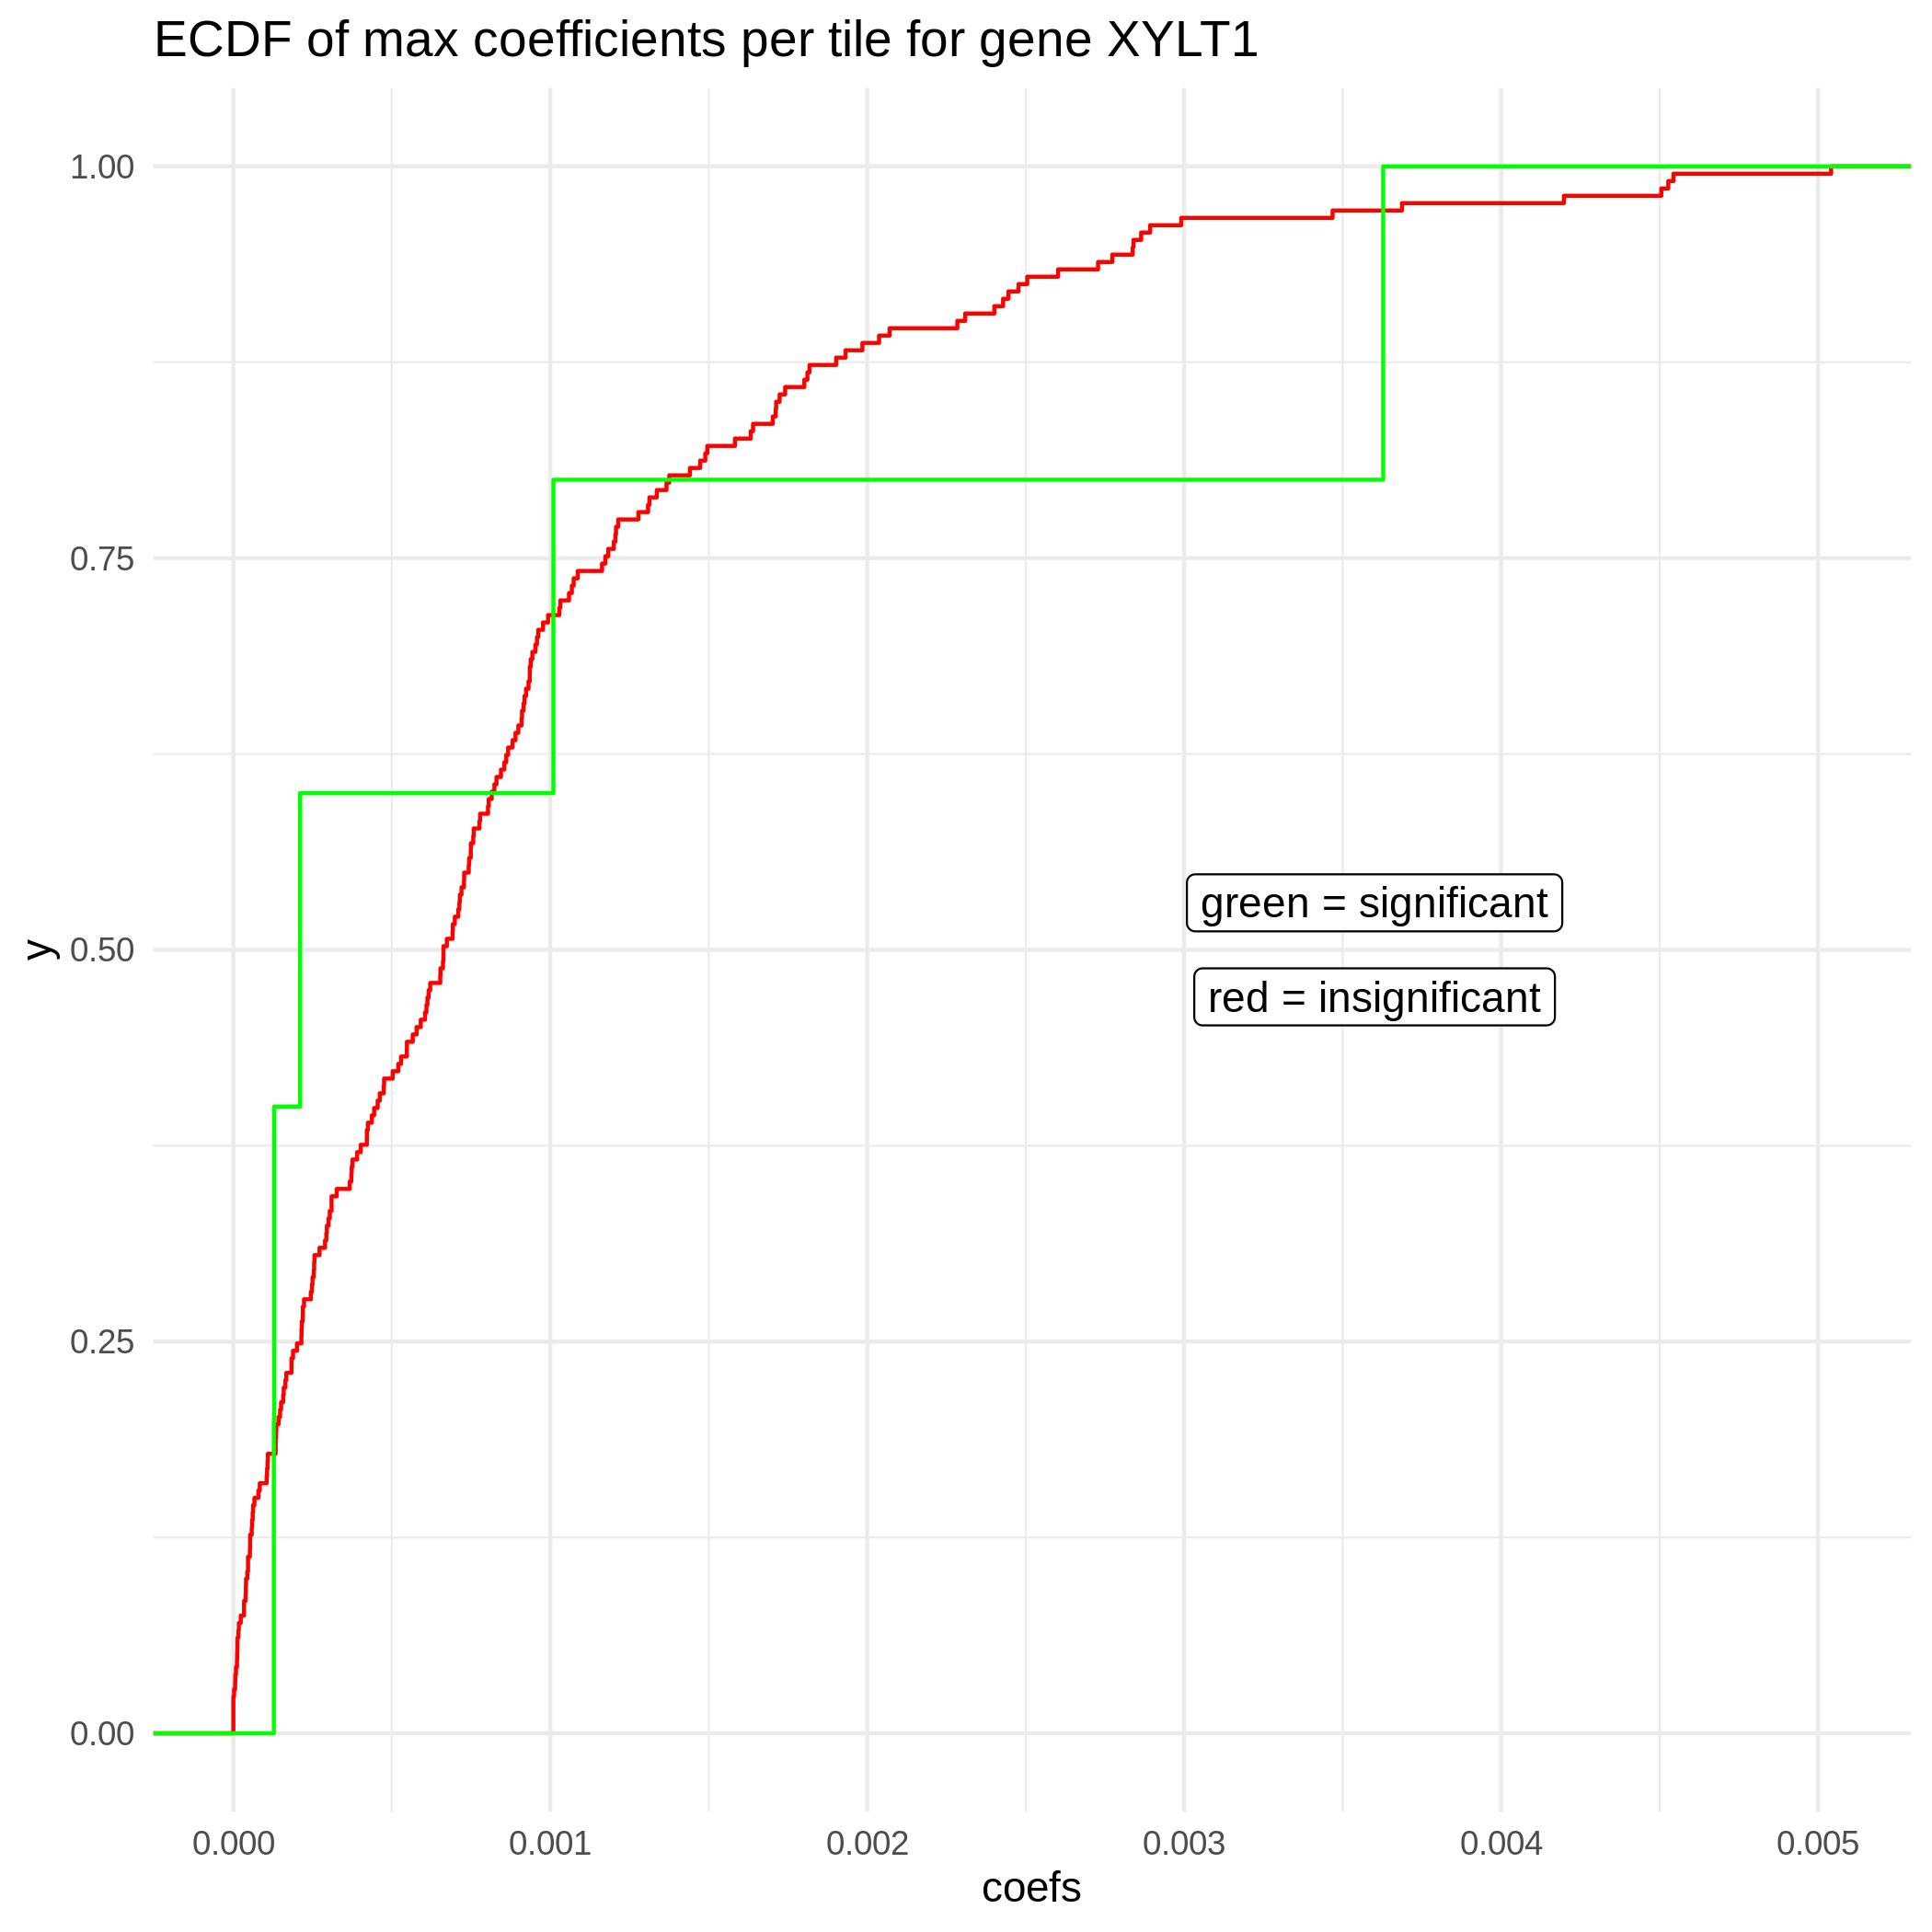 ECDF of max coefficients per tile for gene XYLT1
y
1.00
0.75
0.50
0.25
0.00
green = significant
red = insignificant
0.000 0.001 0.002 0.003 0.004 0.005
coefs